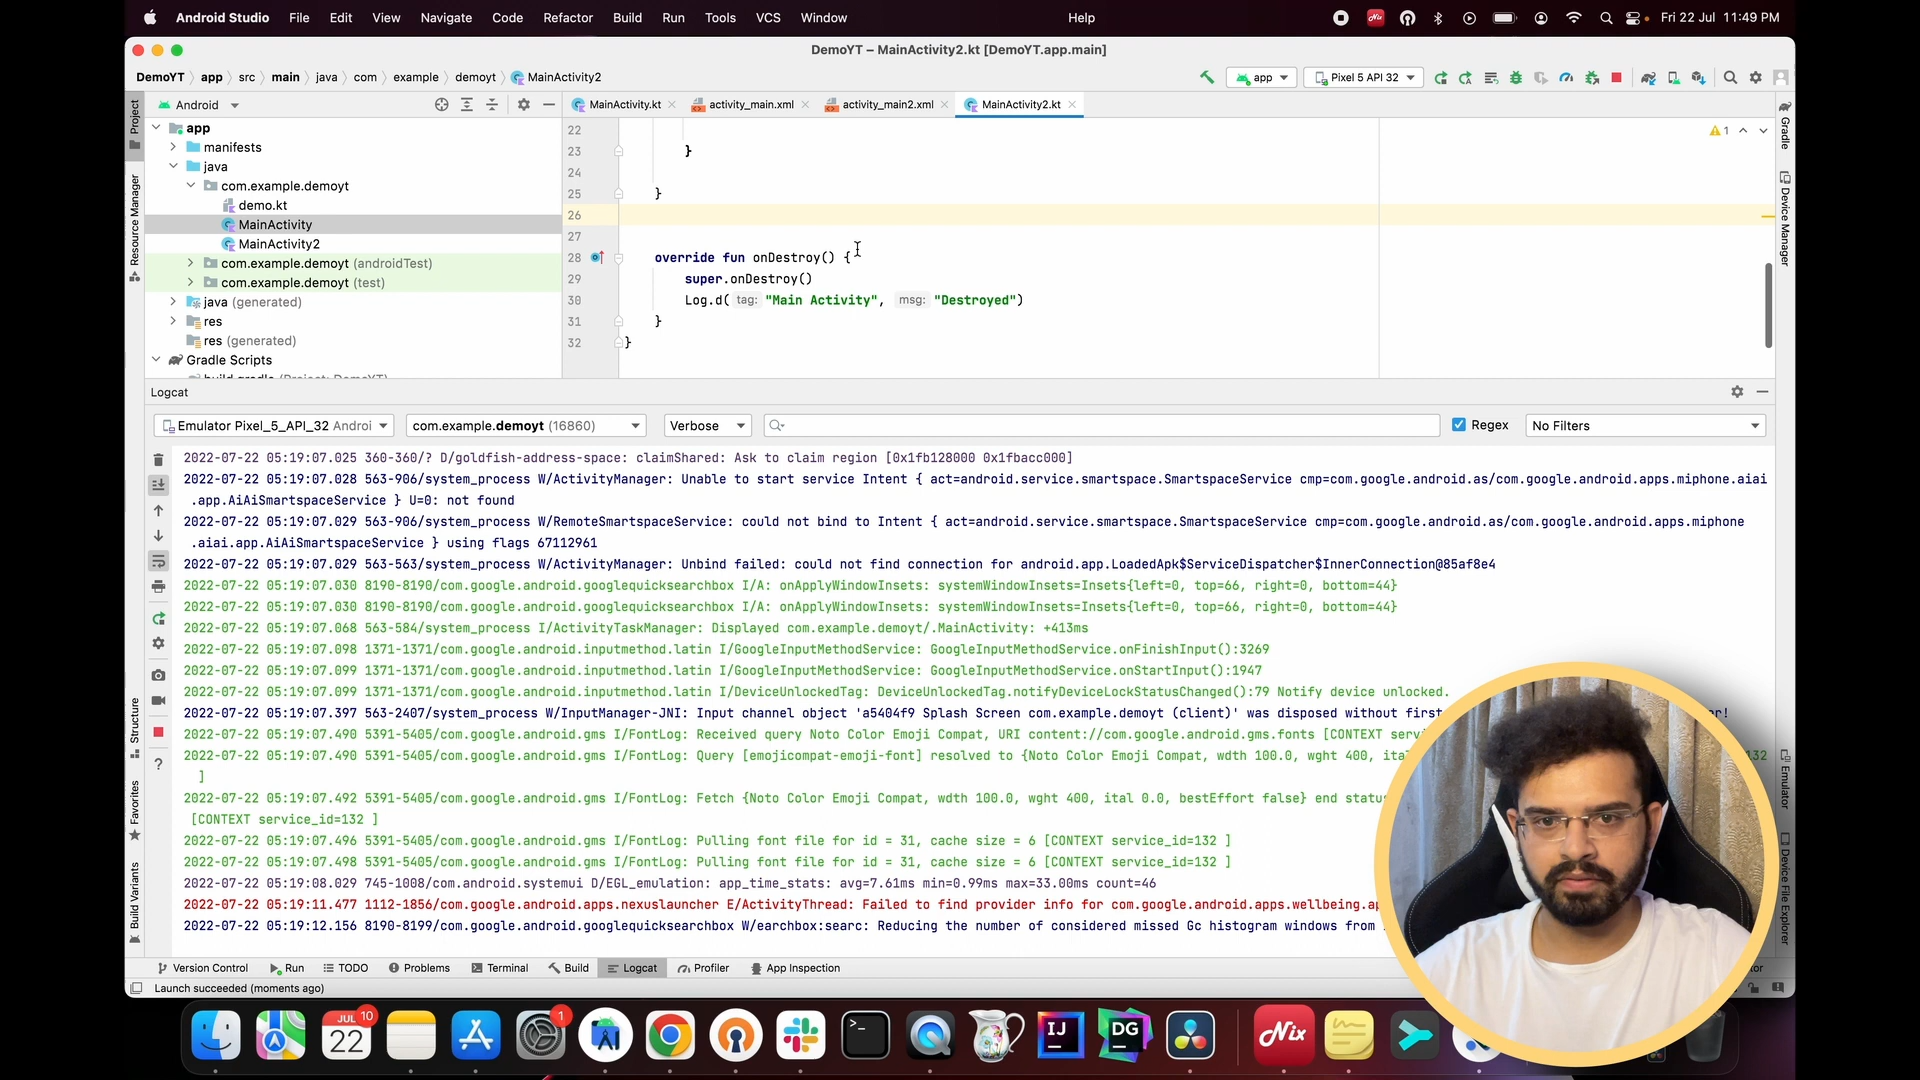 Android Studio File Edit View Navigate Code Refactor Build Run Tools VCS Window Help Fri 22 Jul 11:49 PM
DemoYT – MainActivity2.kt [DemoYT.app.main]
DemoYT app src main java com example demoyt MainActivity2 app Pixel 5 API 32
Android MainActivity.kt activity_main.xml activity_main2.xml MainActivity2.kt
Project
Resource Manager
Structure
Favorites
Build Variants
app
manifests
java
com.example.demoyt
demo.kt
MainActivity
MainActivity2
com.example.demoyt (androidTest)
com.example.demoyt (test)
java (generated)
res
res (generated)
Gradle Scripts
22
23 }
24
25 }
26
27
28 override fun onDestroy() {
29 super.onDestroy()
30 Log.d( tag: "Main Activity", msg: "Destroyed")
31 }
32 }
1
Gradle
Device Manager
Emulator
Device File Explorer
Logcat
Emulator Pixel_5_API_32 Androi com.example.demoyt (16860) Verbose Regex No Filters
2022-07-22 05:19:07.025 360-360/? D/goldfish-address-space: claimShared: Ask to claim region [0x1fb128000 0x1fbacc000]
2022-07-22 05:19:07.028 563-906/system_process W/ActivityManager: Unable to start service Intent { act=android.service.smartspace.SmartspaceService cmp=com.google.android.as/com.google.android.apps.miphone.aiai
.app.AiAiSmartspaceService } U=0: not found
2022-07-22 05:19:07.029 563-906/system_process W/RemoteSmartspaceService: could not bind to Intent { act=android.service.smartspace.SmartspaceService cmp=com.google.android.as/com.google.android.apps.miphone
.aiai.app.AiAiSmartspaceService } using flags 67112961
2022-07-22 05:19:07.029 563-563/system_process W/ActivityManager: Unbind failed: could not find connection for android.app.LoadedApk$ServiceDispatcher$InnerConnection@85af8e4
2022-07-22 05:19:07.030 8190-8190/com.google.android.googlequicksearchbox I/A: onApplyWindowInsets: systemWindowInsets=Insets{left=0, top=66, right=0, bottom=44}
2022-07-22 05:19:07.030 8190-8190/com.google.android.googlequicksearchbox I/A: onApplyWindowInsets: systemWindowInsets=Insets{left=0, top=66, right=0, bottom=44}
2022-07-22 05:19:07.068 563-584/system_process I/ActivityTaskManager: Displayed com.example.demoyt/.MainActivity: +413ms
2022-07-22 05:19:07.098 1371-1371/com.google.android.inputmethod.latin I/GoogleInputMethodService: GoogleInputMethodService.onFinishInput():3269
2022-07-22 05:19:07.099 1371-1371/com.google.android.inputmethod.latin I/GoogleInputMethodService: GoogleInputMethodService.onStartInput():1947
2022-07-22 05:19:07.099 1371-1371/com.google.android.inputmethod.latin I/DeviceUnlockedTag: DeviceUnlockedTag.notifyDeviceLockStatusChanged():79 Notify device unlocked.
2022-07-22 05:19:07.397 563-2407/system_process W/InputManager-JNI: Input channel object 'a5404f9 Splash Screen com.example.demoyt (client)' was disposed without first
2022-07-22 05:19:07.490 5391-5405/com.google.android.gms I/FontLog: Received query Noto Color Emoji Compat, URI content://com.google.android.gms.fonts [CONTEXT
2022-07-22 05:19:07.490 5391-5405/com.google.android.gms I/FontLog: Query [emojicompat-emoji-font] resolved to {Noto Color Emoji Compat, wdth 100.0, wght 400, 132
]
2022-07-22 05:19:07.492 5391-5405/com.google.android.gms I/FontLog: Fetch {Noto Color Emoji Compat, wdth 100.0, wght 400, ital 0.0, bestEffort false} end
[CONTEXT service_id=132 ]
2022-07-22 05:19:07.496 5391-5405/com.google.android.gms I/FontLog: Pulling font file for id = 31, cache size = 6 [CONTEXT service_id=132 ]
2022-07-22 05:19:07.498 5391-5405/com.google.android.gms I/FontLog: Pulling font file for id = 31, cache size = 6 [CONTEXT service_id=132 ]
2022-07-22 05:19:08.029 745-1008/com.android.systemui D/EGL_emulation: app_time_stats: avg=7.61ms min=0.99ms max=33.00ms count=46
2022-07-22 05:19:11.477 1112-1856/com.google.android.apps.nexuslauncher E/ActivityThread: Failed to find provider info for com.google.android.apps.wellbeing.
2022-07-22 05:19:12.156 8190-8199/com.google.android.googlequicksearchbox W/earchbox:searc: Reducing the number of considered missed Gc histogram windows from
Version Control Run TODO Problems Terminal Build Logcat Profiler App Inspection
Launch succeeded (moments ago)
JUL 10
22
1
IJ
DG
Nix